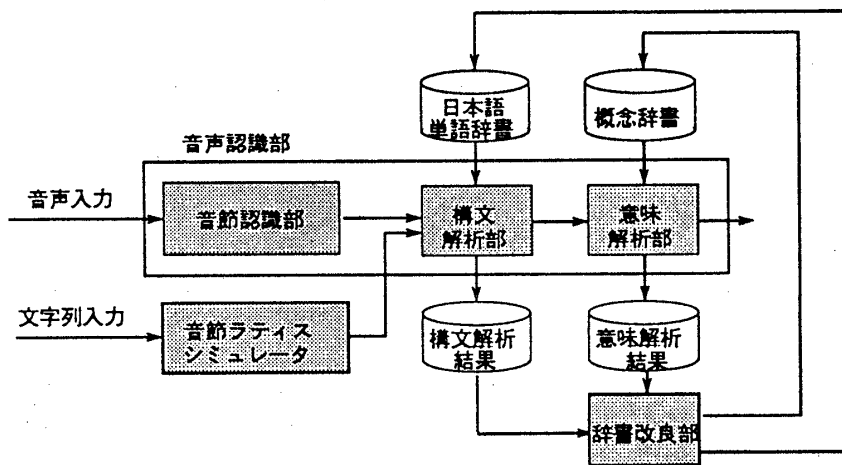 日本語
単語辞書
概念辞書
音声認識部
音声入力
音節認識部
構文
解析部
意味
解析部
文字列入力
音節ラティス
シミュレータ
構文解析
結果
意味解析
結果
辞書改良部